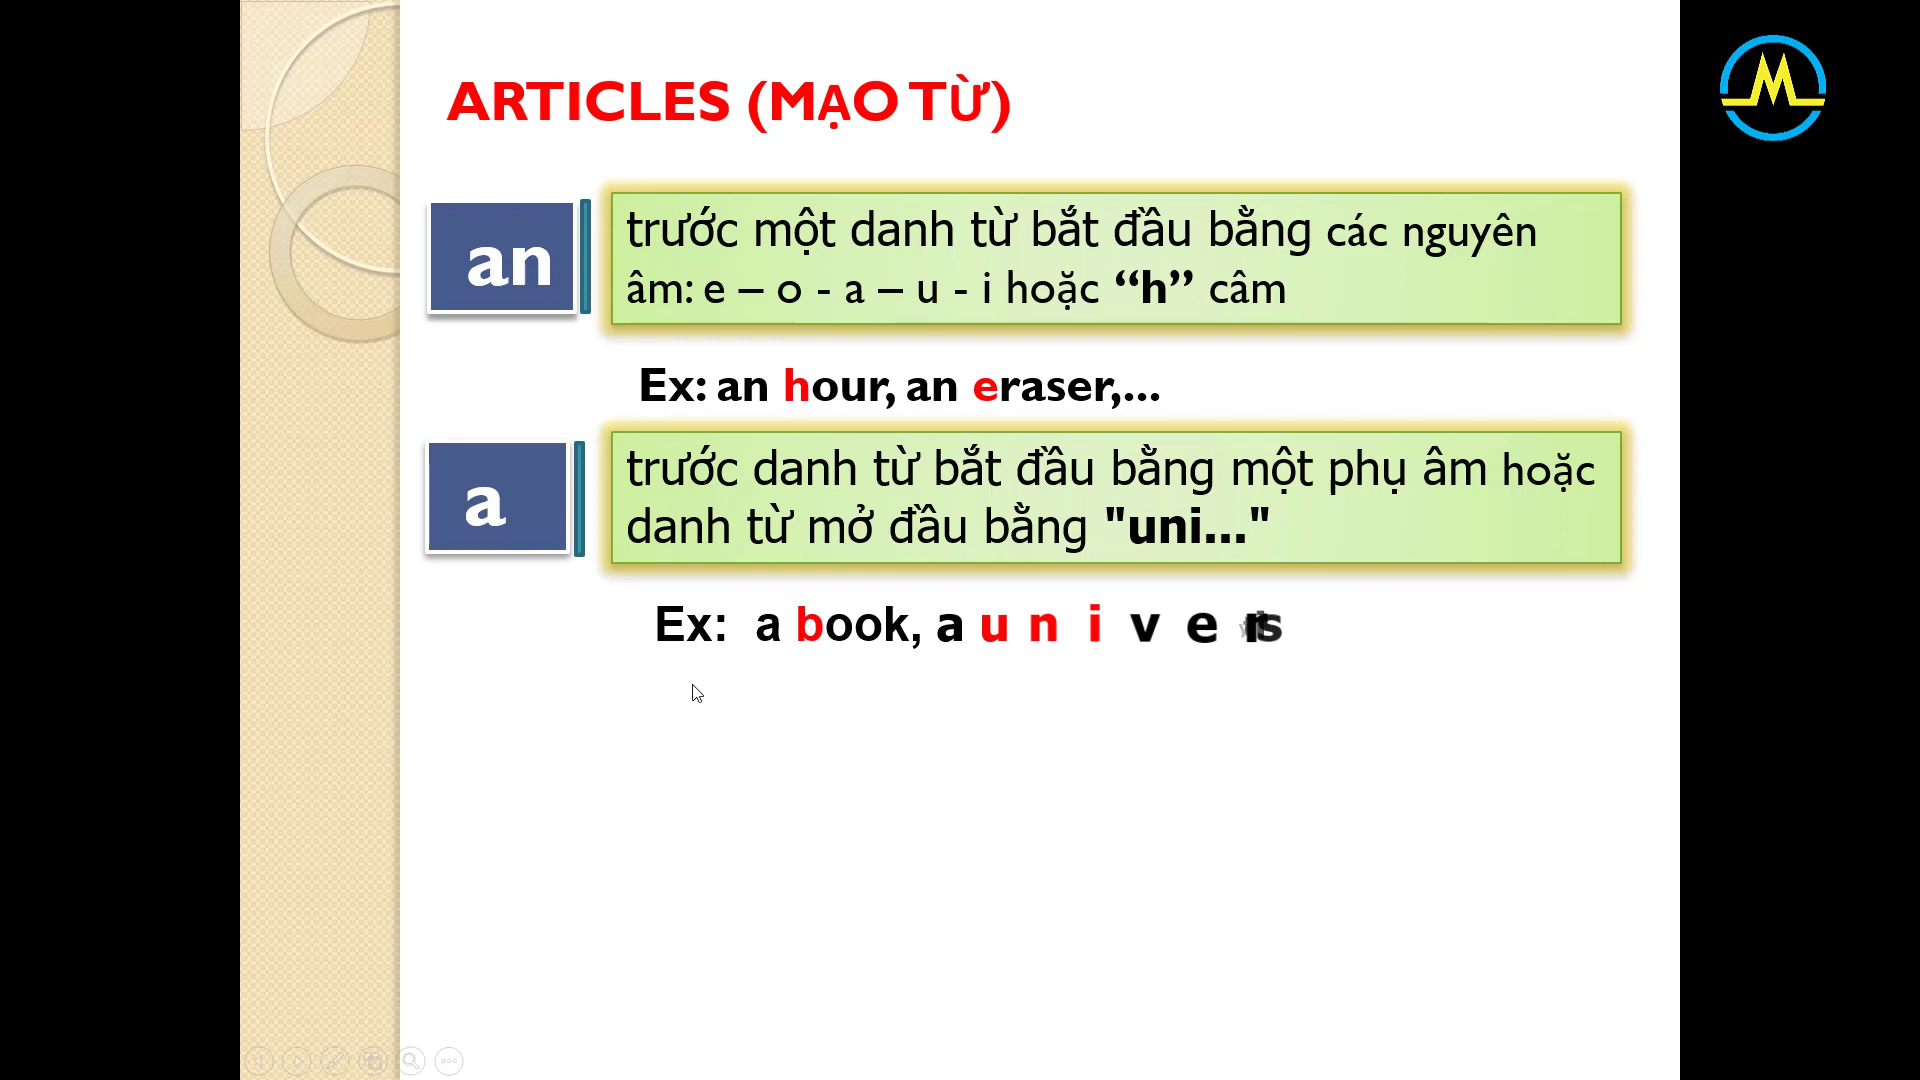 ARTICLES (MẠO TỪ)
an
trước một danh từ bắt đầu bằng các nguyên
âm: e – o - a – u - i hoặc “h” câm
Ex: an hour, an eraser,...
a
trước danh từ bắt đầu bằng một phụ âm hoặc
danh từ mở đầu bằng "uni..."
Ex: a book, a